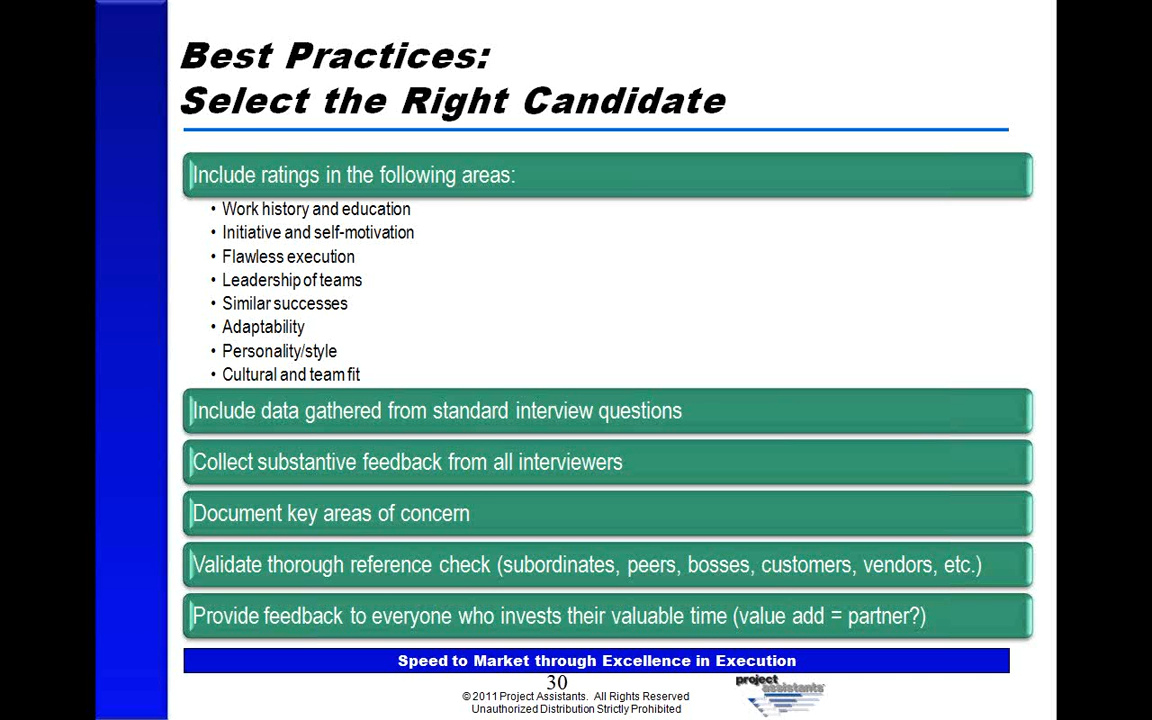 Best Practices:
Select the Right Candidate
Include ratings in the following areas:
• Work history and education
• Initiative and self-motivation
• Flawless execution
• Leadership of teams
• Similar successes
• Adaptability
• Personality/style
• Cultural and team fit
Include data gathered from standard interview questions
Collect substantive feedback from all interviewers
Document key areas of concern
Validate thorough reference check (subordinates, peers, bosses, customers, vendors, etc.)
Provide feedback to everyone who invests their valuable time (value add = partner?)
Speed to Market through Excellence in Execution
30
© 2011 Project Assistants. All Rights Reserved
Unauthorized Distribution Strictly Prohibited
project
assistants